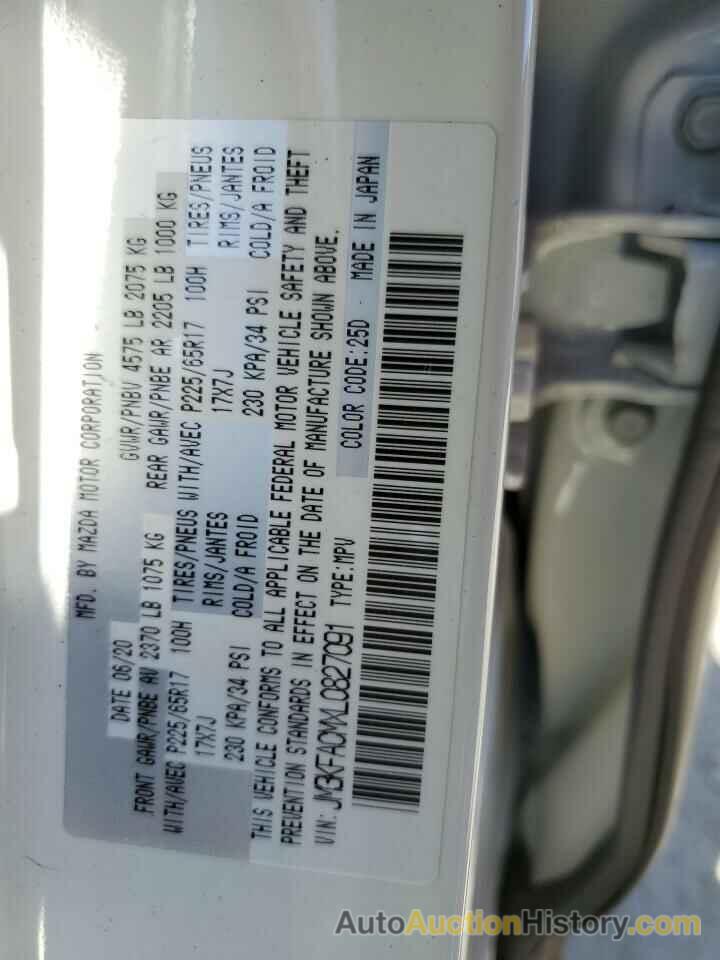 MFD. BY MAZDA MOTOR CORPORATION
DATE 06/20 GVWR/PNBV 4575 LB 2075 KG
FRONT GAWR/PNBE AV 2370 LB 1075 KG REAR GAWR/PNBE AR 2205 LB 1000 KG
WITH/AVEC P225/65R17 100H TIRES/PNEUS WITH/AVEC P225/65R17 100H TIRES/PNEUS
17X7J RIMS/JANTES 17X7J RIMS/JANTES
230 KPA/34 PSI COLD/A FROID 230 KPA/34 PSI COLD/A FROID
THIS VEHICLE CONFORMS TO ALL APPLICABLE FEDERAL MOTOR VEHICLE SAFETY AND THEFT
PREVENTION STANDARDS IN EFFECT ON THE DATE OF MANUFACTURE SHOWN ABOVE.
VIN: JM3KFACMXL0827091 TYPE:MPV COLOR CODE:25D MADE IN JAPAN
AutoAuctionHistory.com